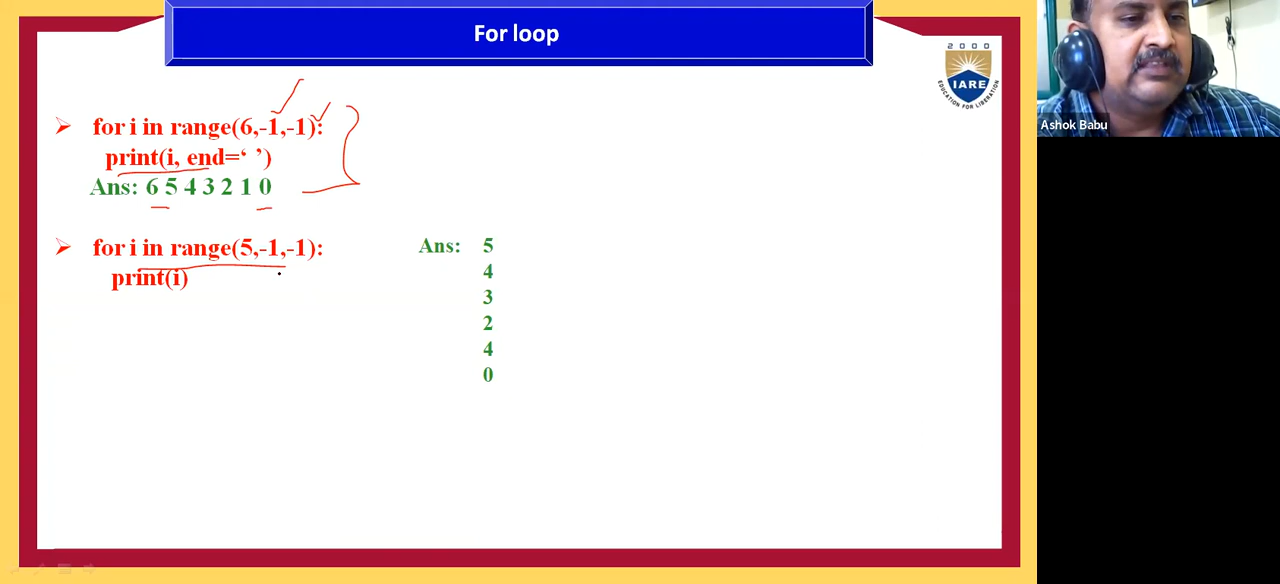 For loop
2000
IARE
EDUCATION FOR LIBERATION
Ashok Babu
➢ for i in range(6,-1,-1):
print(i, end=‘ ’)
Ans: 6 5 4 3 2 1 0
➢ for i in range(5,-1,-1):
print(i)
Ans: 5
4
3
2
4
0